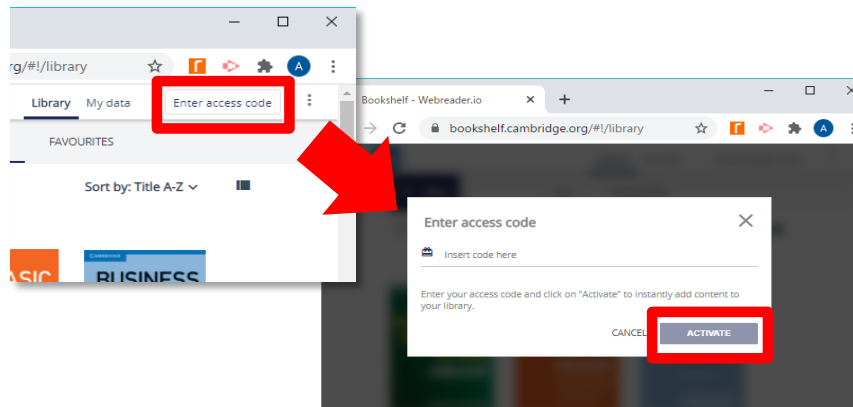 rg/#!/library
A
Library My data Enter access code
FAVOURITES
Sort by: Title A-Z
ASIC
CAMBRIDGE
BUSINESS
Bookshelf - Webreader.io
bookshelf.cambridge.org/#!/library
A
Enter access code
Insert code here
Enter your access code and click on "Activate" to instantly add content to
your library.
CANCEL ACTIVATE